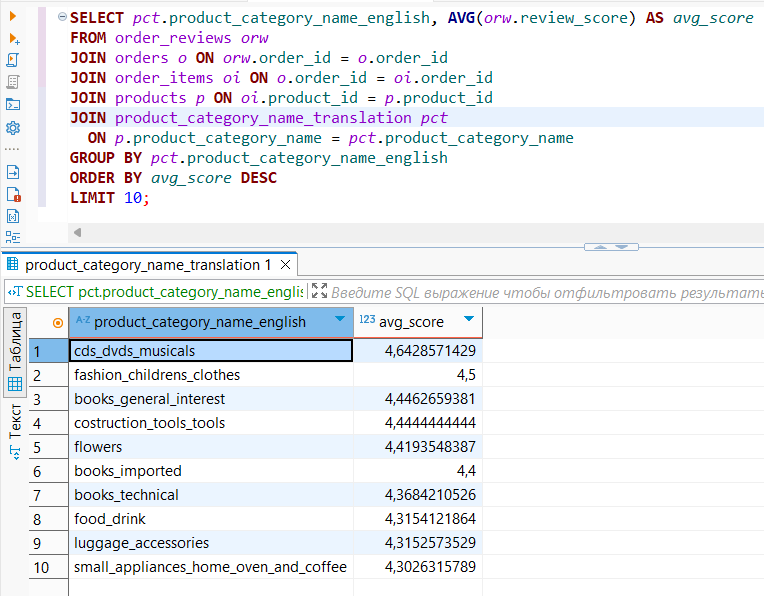 SELECT pct.product_category_name_english, AVG(orw.review_score) AS avg_score
FROM order_reviews orw
JOIN orders o ON orw.order_id = o.order_id
JOIN order_items oi ON o.order_id = oi.order_id
JOIN products p ON oi.product_id = p.product_id
JOIN product_category_name_translation pct
ON p.product_category_name = pct.product_category_name
GROUP BY pct.product_category_name_english
ORDER BY avg_score DESC
LIMIT 10;
product_category_name_translation 1
SELECT pct.product_category_name_englis
Введите SQL выражение чтобы отфильтровать результаты
Таблица
Текст
A-Z product_category_name_english 123 avg_score
1 cds_dvds_musicals 4,6428571429
2 fashion_childrens_clothes 4,5
3 books_general_interest 4,4462659381
4 costruction_tools_tools 4,4444444444
5 flowers 4,4193548387
6 books_imported 4,4
7 books_technical 4,3684210526
8 food_drink 4,3154121864
9 luggage_accessories 4,3152573529
10 small_appliances_home_oven_and_coffee 4,3026315789